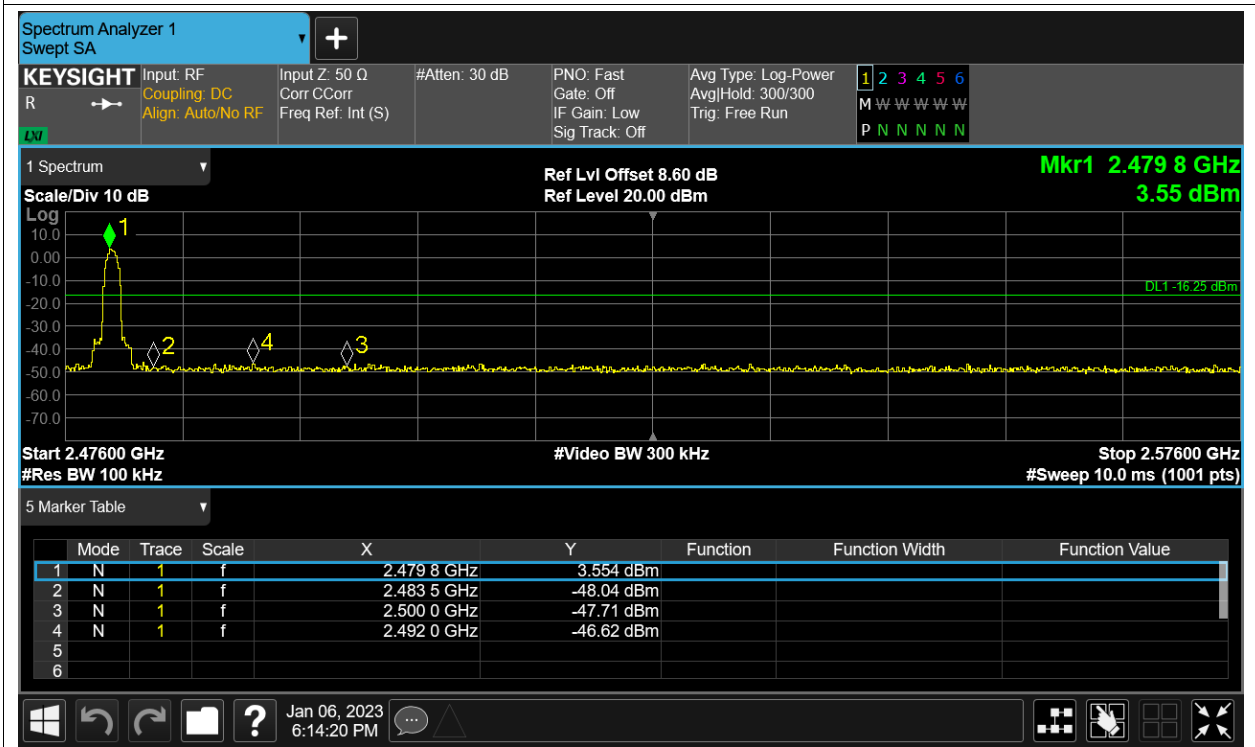 Spectrum Analyzer 1
Swept SA
KEYSIGHT Input: RF Input Z: 50 Ω #Atten: 30 dB PNO: Fast Avg Type: Log-Power 1 2 3 4 5 6
R Coupling: DC Corr CCorr Gate: Off Avg|Hold: 300/300 M W W W W W
Align: Auto/No RF Freq Ref: Int (S) IF Gain: Low Trig: Free Run
LXI Sig Track: Off P N N N N N
1 Spectrum Ref Lvl Offset 8.60 dB Mkr1 2.479 8 GHz
Scale/Div 10 dB Ref Level 20.00 dBm 3.55 dBm
Log
10.0 1
0.00
-10.0 DL1 -16.25 dBm
-20.0
-30.0
-40.0 2 4 3
-50.0
-60.0
-70.0
Start 2.47600 GHz #Video BW 300 kHz Stop 2.57600 GHz
#Res BW 100 kHz #Sweep 10.0 ms (1001 pts)
5 Marker Table
Mode Trace Scale X Y Function Function Width Function Value
1 N 1 f 2.479 8 GHz 3.554 dBm
2 N 1 f 2.483 5 GHz -48.04 dBm
3 N 1 f 2.500 0 GHz -47.71 dBm
4 N 1 f 2.492 0 GHz -46.62 dBm
5
6
? Jan 06, 2023
6:14:20 PM